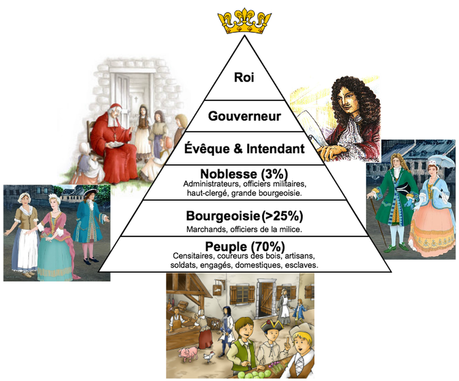 Roi
Gouverneur
Évêque & Intendant
Noblesse (3%)
Administrateurs, officiers militaires,
haut-clergé, grande bourgeoisie.
Bourgeoisie(>25%)
Marchands, officiers de la milice.
Peuple (70%)
Censitaires, coureurs des bois, artisans,
soldats, engagés, domestiques, esclaves.